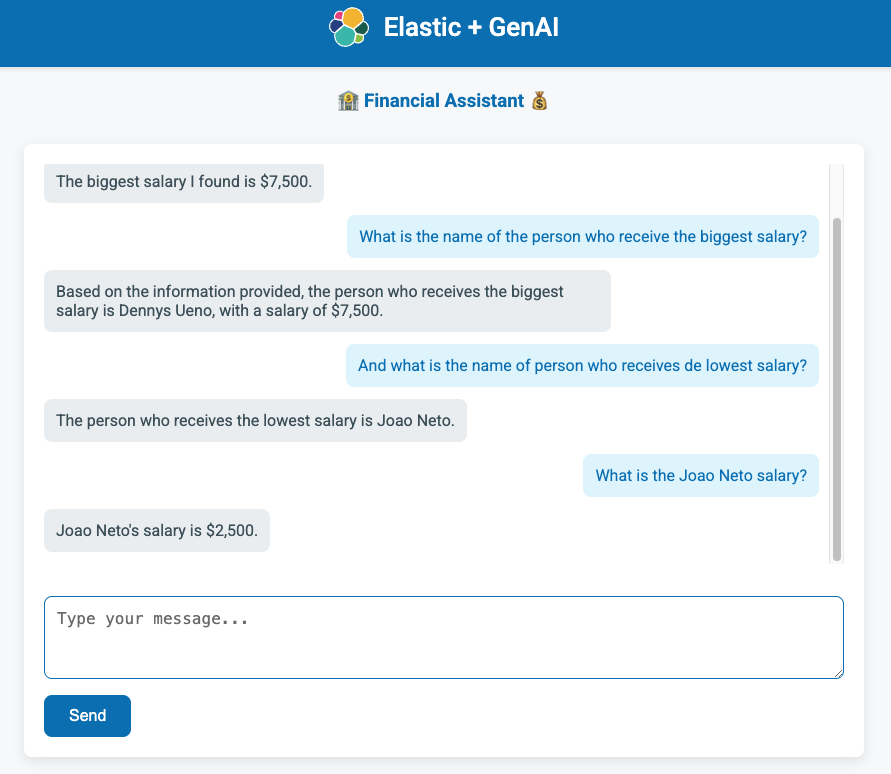 Elastic + GenAI
Financial Assistant
The biggest salary I found is $7,500.
What is the name of the person who receive the biggest salary?
Based on the information provided, the person who receives the biggest
salary is Dennys Ueno, with a salary of $7,500.
And what is the name of person who receives de lowest salary?
The person who receives the lowest salary is Joao Neto.
What is the Joao Neto salary?
Joao Neto's salary is $2,500.
Type your message...
Send